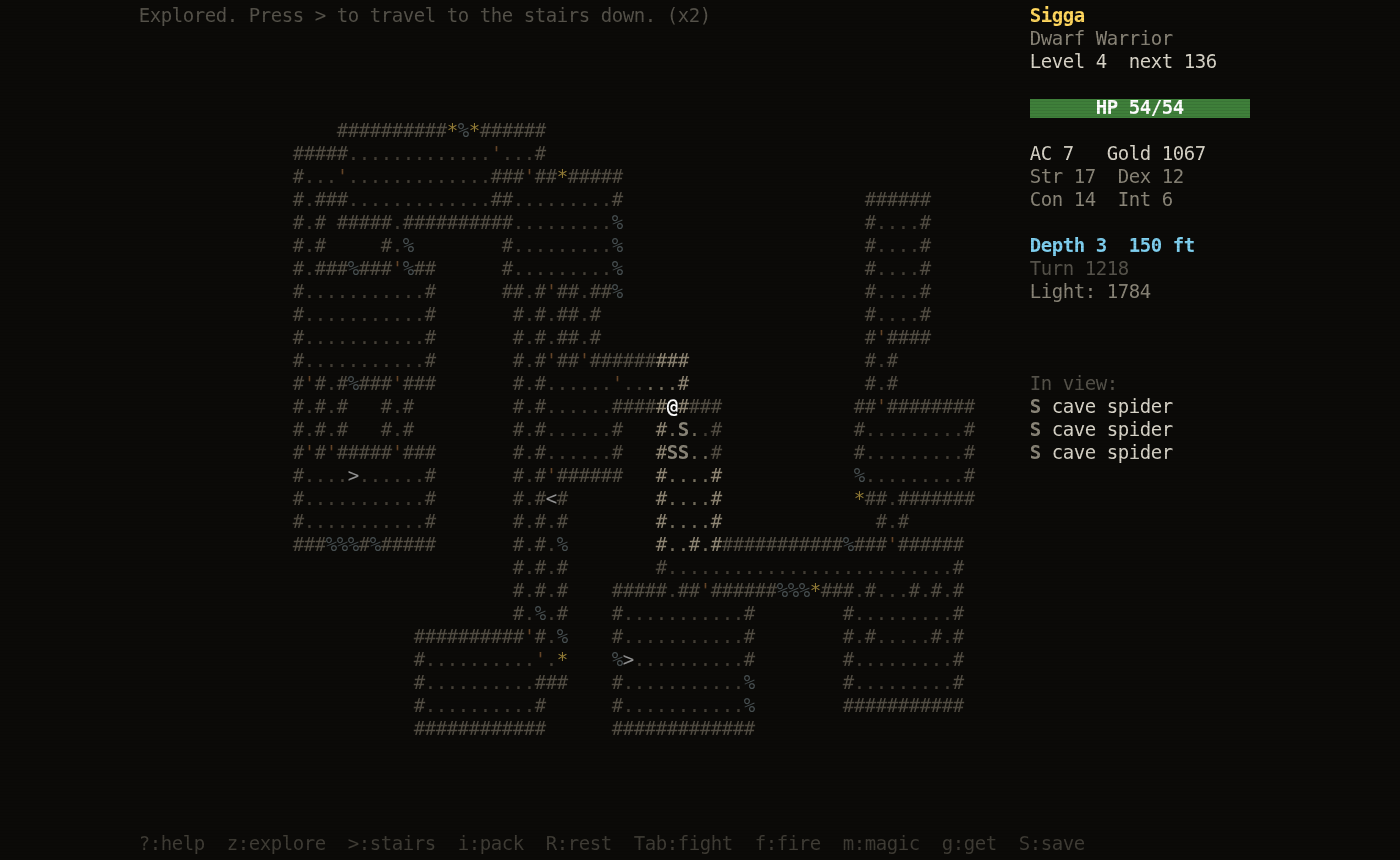 Explored. Press > to travel to the stairs down. (x2)
Sigga
Dwarf Warrior
Level 4  next 136
HP 54/54
AC 7   Gold 1067
Str 17  Dex 12
Con 14  Int 6
Depth 3  150 ft
Turn 1218
Light: 1784
In view:
S cave spider
S cave spider
S cave spider
?:help  z:explore  >:stairs  i:pack  R:rest  Tab:fight  f:fire  m:magic  g:get  S:save